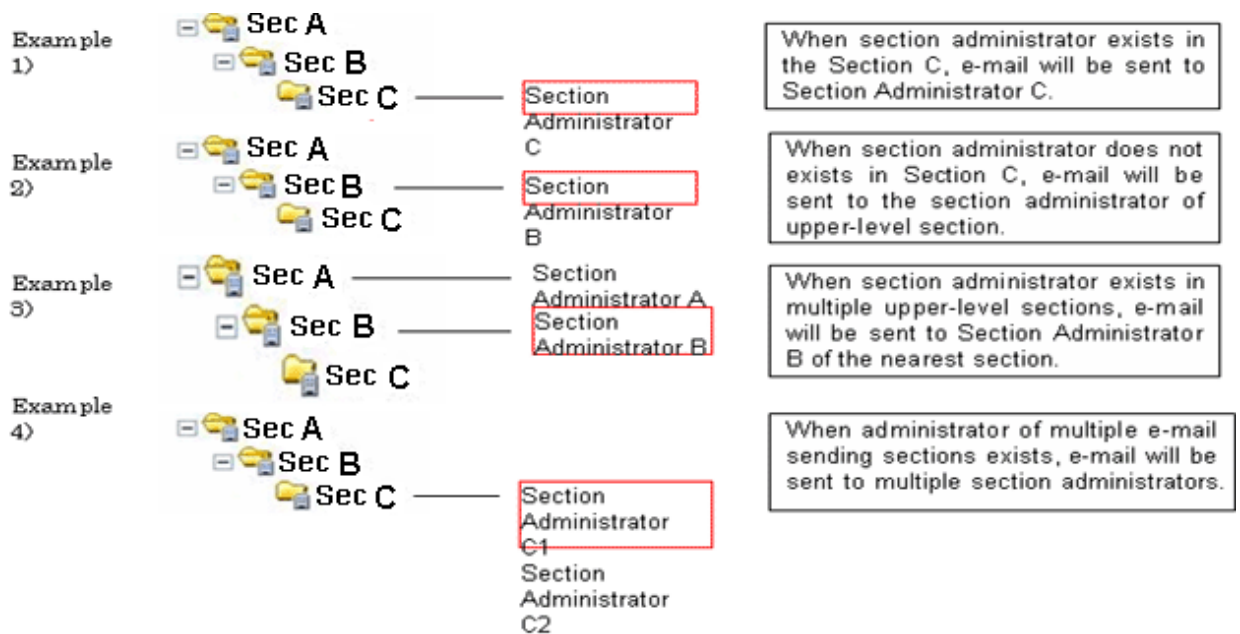 Example
1)
Sec A
Sec B
Sec C
Section
Administrator
C
When section administrator exists in
the Section C, e-mail will be sent to
Section Administrator C.
Example
2)
Sec A
Sec B
Sec C
Section
Administrator
B
When section administrator does not
exists in Section C, e-mail will be
sent to the section administrator of
upper-level section.
Example
3)
Sec A
Sec B
Sec C
Section
Administrator A
Section
Administrator B
When section administrator exists in
multiple upper-level sections, e-mail
will be sent to Section Administrator
B of the nearest section.
Example
4)
Sec A
Sec B
Sec C
Section
Administrator
C1
Section
Administrator
C2
When administrator of multiple e-mail
sending sections exists, e-mail will be
sent to multiple section administrators.